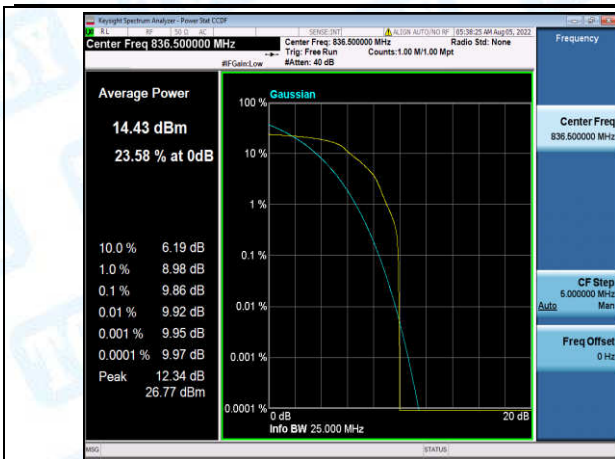 Keysight Spectrum Analyzer - Power Stat CCDF
RL RF 50 Ω AC SENSE:INT ALIGN AUTO/NO RF 05:38:25 AM Aug 05, 2022
Center Freq 836.500000 MHz
Center Freq: 836.500000 MHz Radio Std: None
Trig: Free Run Counts:1.00 M/1.00 Mpt
#IFGain:Low #Atten: 40 dB
Frequency
Average Power
14.43 dBm
23.58 % at 0dB
10.0 % 6.19 dB
1.0 % 8.98 dB
0.1 % 9.86 dB
0.01 % 9.92 dB
0.001 % 9.95 dB
0.0001 % 9.97 dB
Peak 12.34 dB
26.77 dBm
Gaussian
100 %
10 %
1 %
0.1 %
0.01 %
0.001 %
0.0001 %
0 dB 20 dB
Info BW 25.000 MHz
Center Freq
836.500000 MHz
CF Step
5.000000 MHz
Auto Man
Freq Offset
0 Hz
MSG STATUS